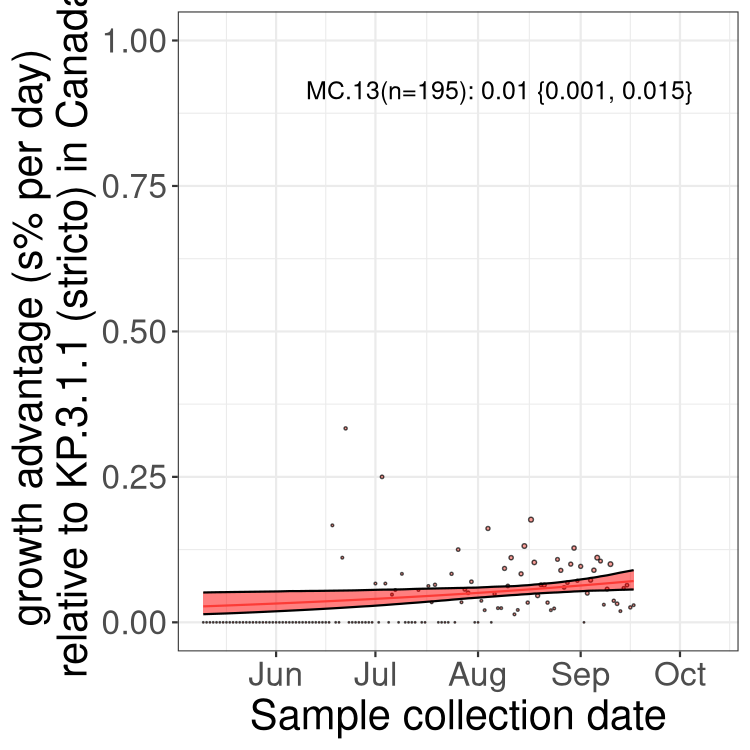 growth advantage (s% per day)
relative to KP.3.1.1 (stricto) in Canada
1.00
0.75
0.50
0.25
0.00
MC.13(n=195): 0.01 {0.001, 0.015}
Jun Jul Aug Sep Oct
Sample collection date